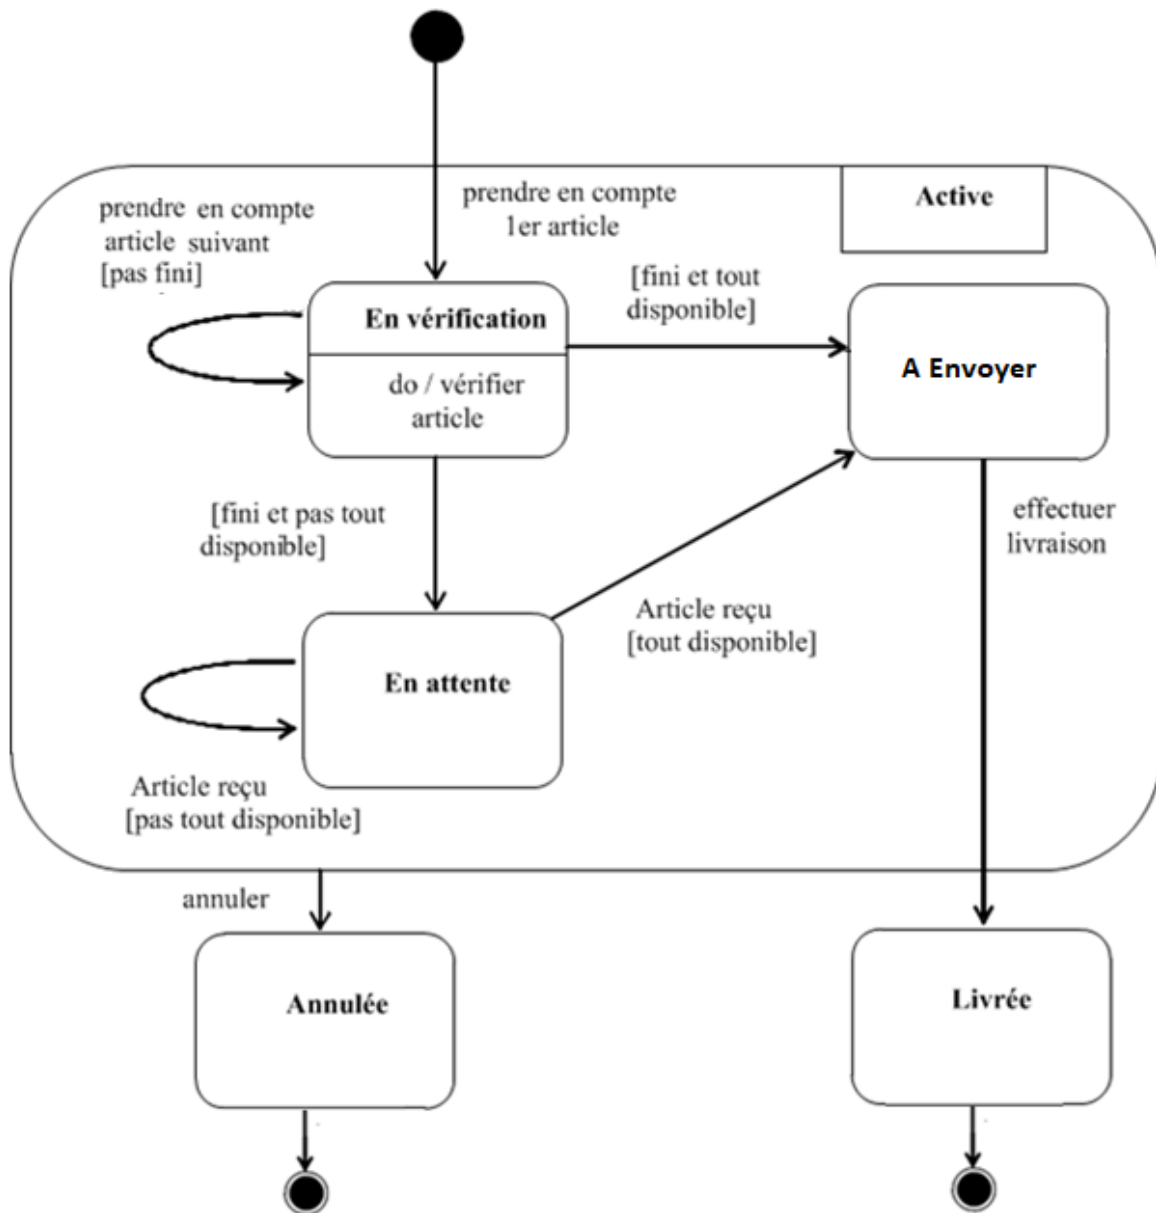 Active
prendre en compte
1er article
prendre en compte
article suivant
[pas fini]
[fini et tout
disponible]
En vérification
do / vérifier
article
A Envoyer
[fini et pas tout
disponible]
effectuer
livraison
Article reçu
[tout disponible]
En attente
Article reçu
[pas tout disponible]
annuler
Annulée
Livrée